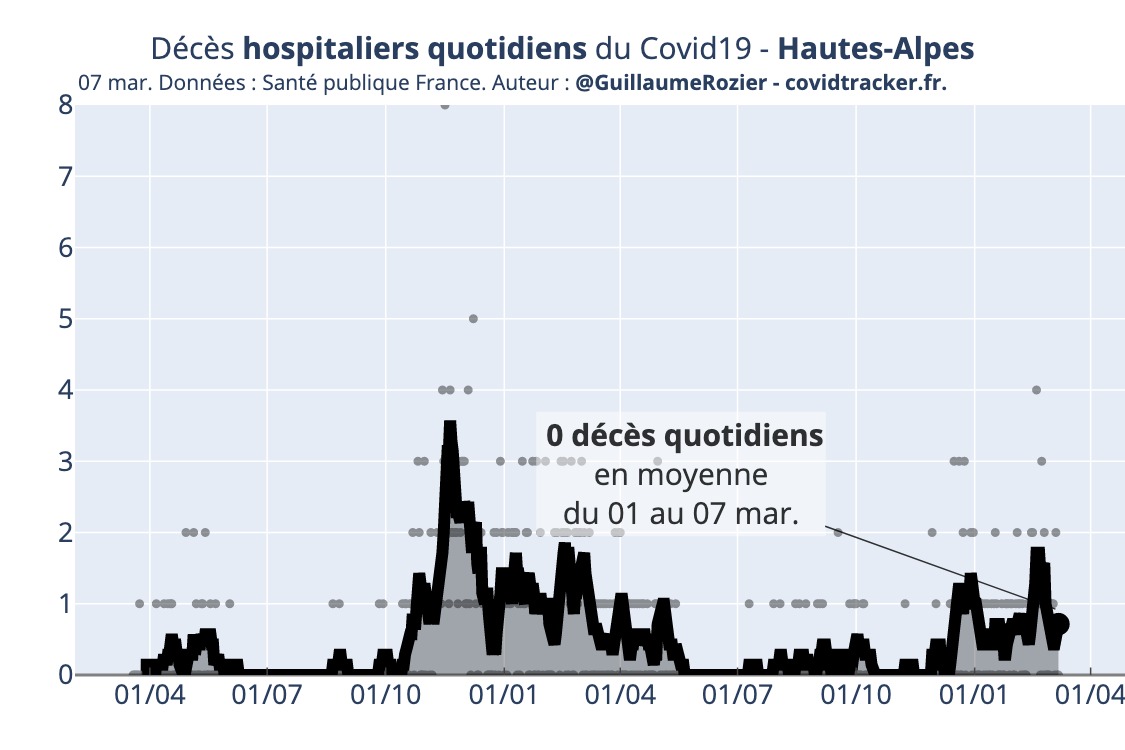 Décès hospitaliers quotidiens du Covid19 - Hautes-Alpes
07 mar. Données : Santé publique France. Auteur : @GuillaumeRozier - covidtracker.fr.
8
7
6
5
4
3
2
1
0
0 décès quotidiens
en moyenne
du 01 au 07 mar.
01/04 01/07 01/10 01/01 01/04 01/07 01/10 01/01 01/04